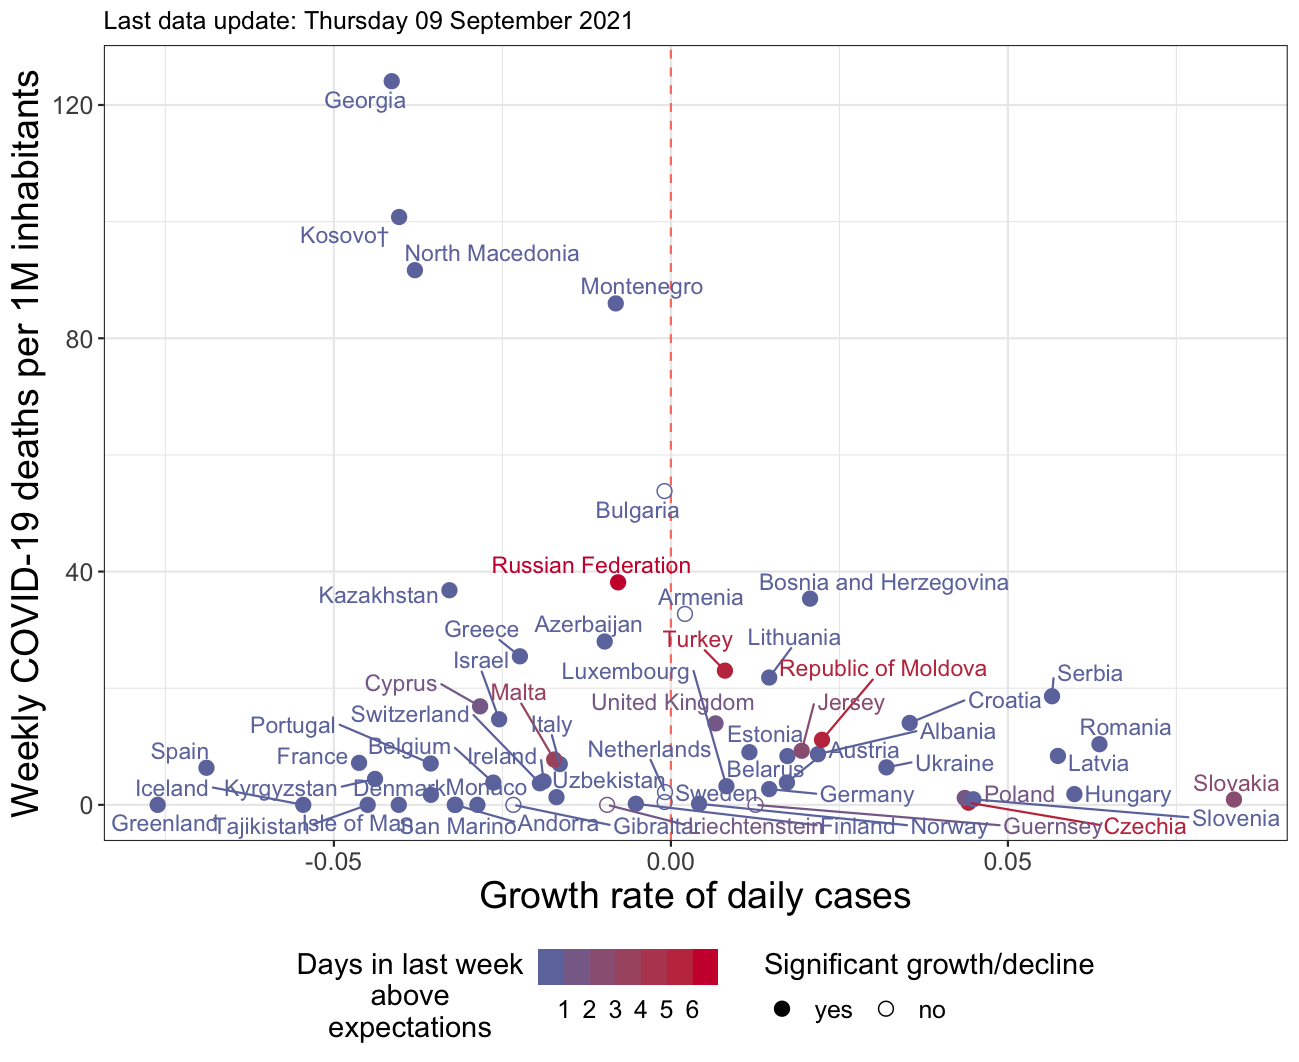 Last data update: Thursday 09 September 2021
Weekly COVID-19 deaths per 1M inhabitants
120
80
40
0
Georgia
Kosovo†
North Macedonia
Montenegro
Bulgaria
Russian Federation
Kazakhstan
Armenia
Bosnia and Herzegovina
Greece
Azerbaijan
Turkey
Lithuania
Israel
Luxembourg
Republic of Moldova
Serbia
Cyprus
Malta
United Kingdom
Jersey
Croatia
Portugal
Switzerland
Italy
Estonia
Albania
Romania
Spain
France
Belgium
Ireland
Netherlands
Austria
Ukraine
Latvia
Iceland
Kyrgyzstan
Denmark
Monaco
Uzbekistan
Belarus
Sweden
Germany
Poland
Hungary
Slovakia
Slovenia
Greenland
Tajikistan
Isle of Man
San Marino
Andorra
Gibraltar
Liechtenstein
Finland
Norway
Guernsey
Czechia
-0.05
0.00
0.05
Growth rate of daily cases
Days in last week
above
expectations
1 2 3 4 5 6
Significant growth/decline
yes
no